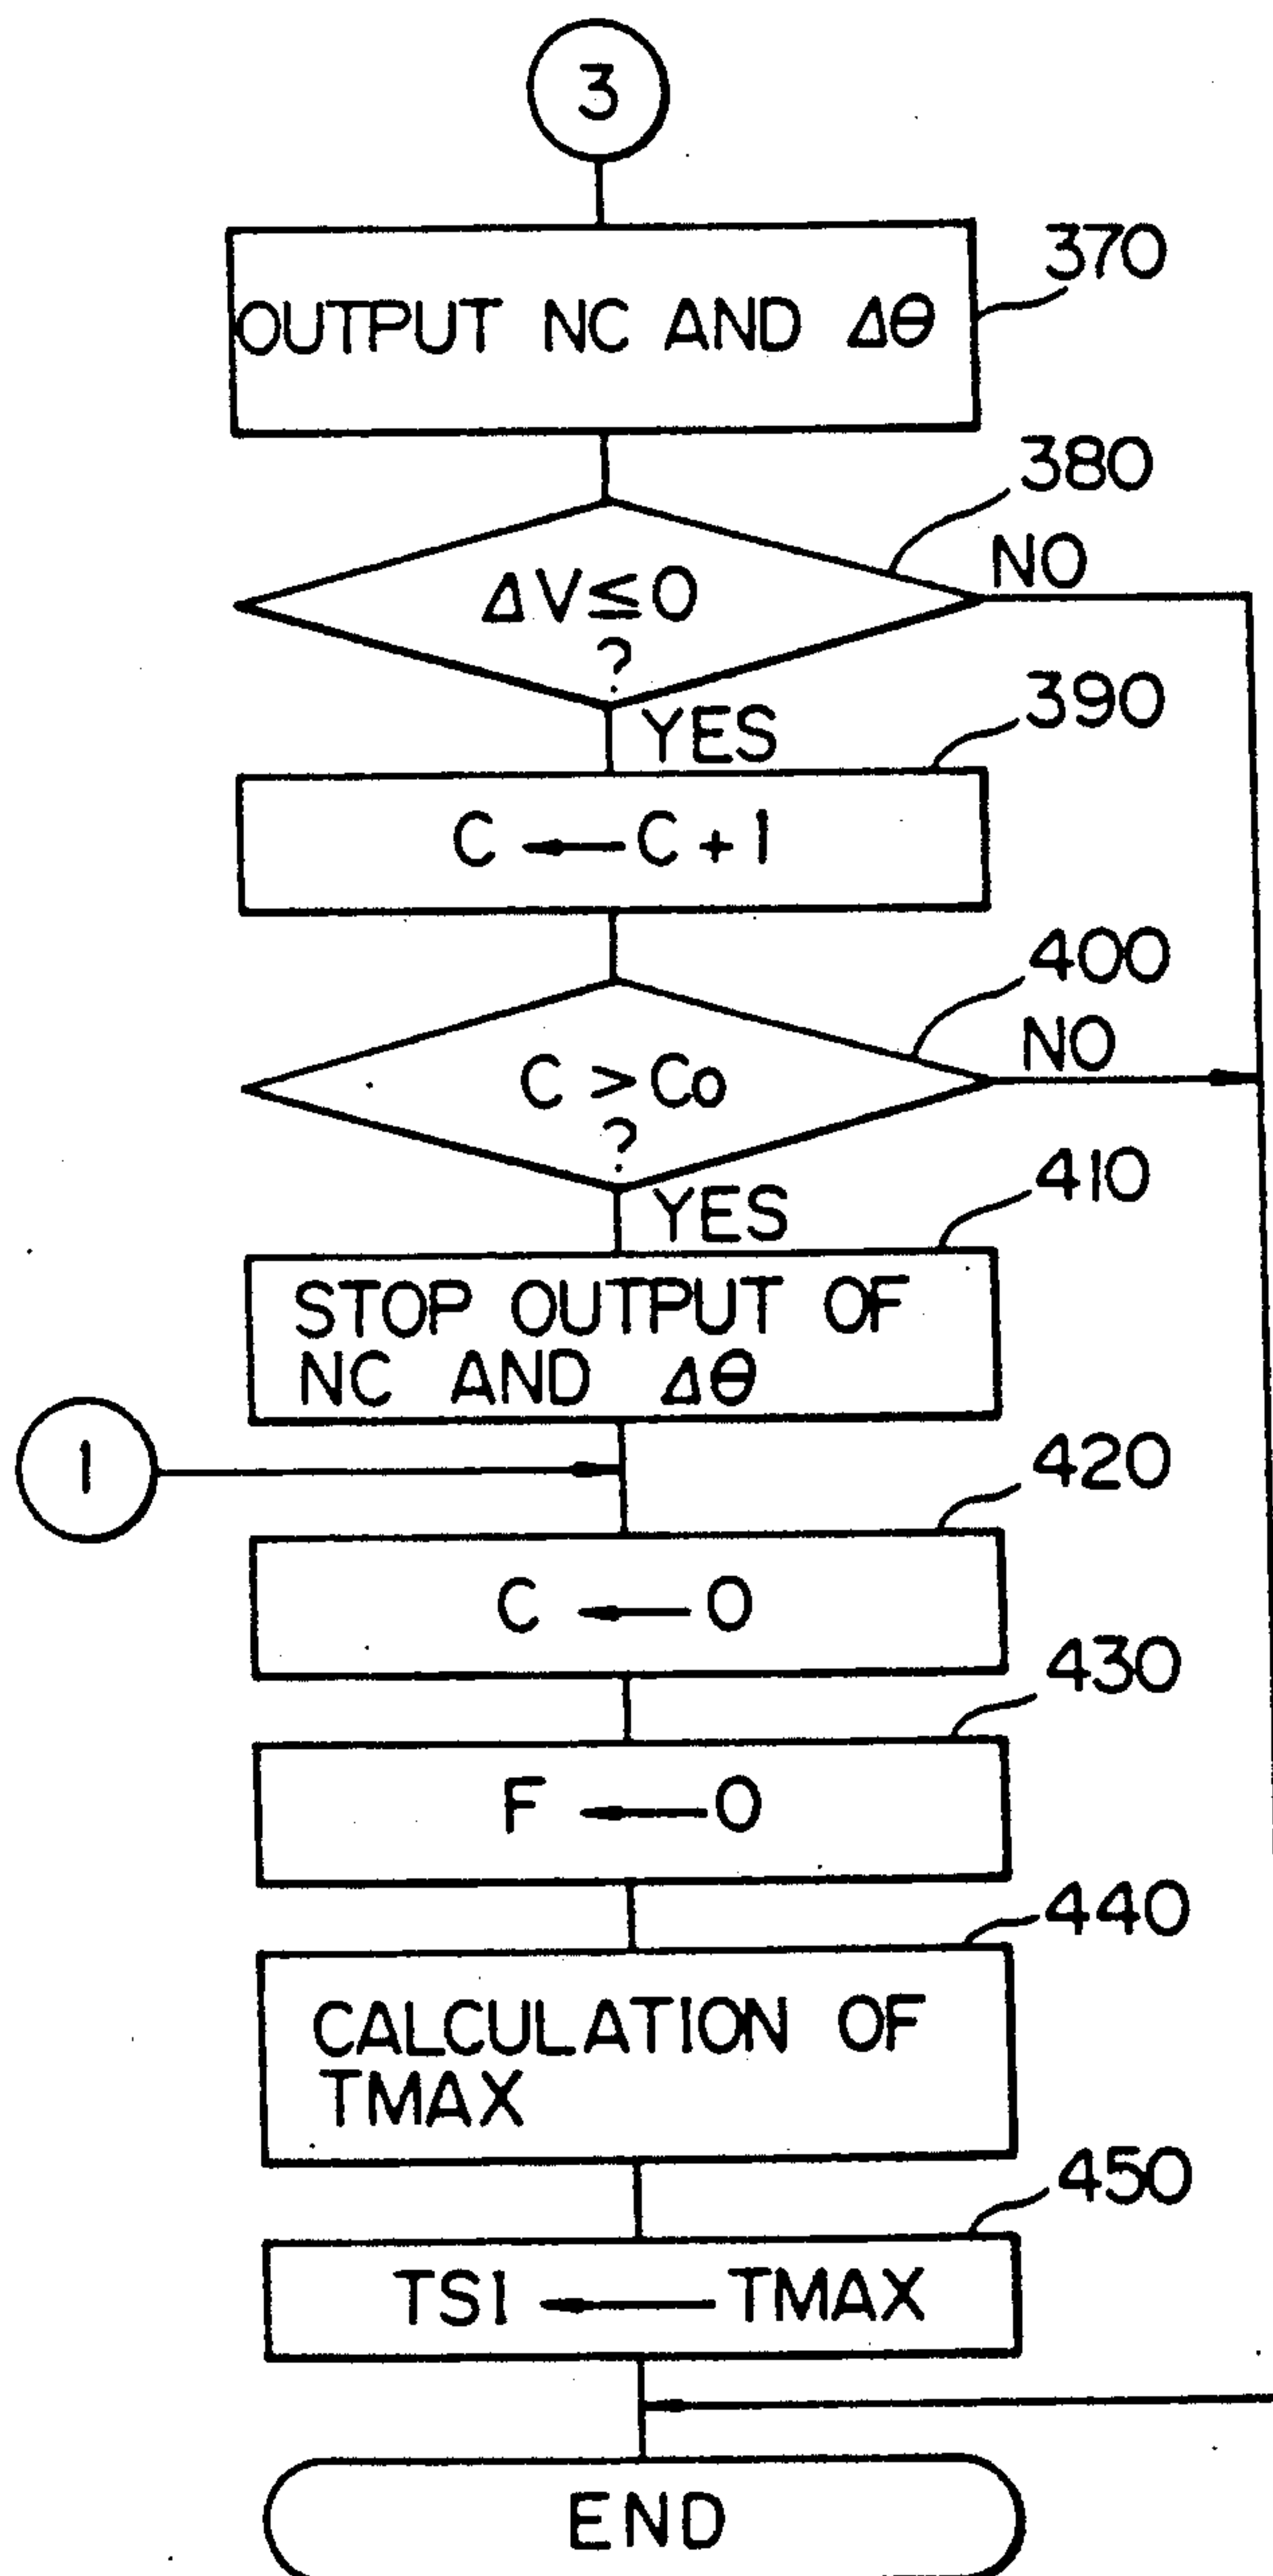 3
OUTPUT NC AND Δθ
370
380
ΔV≦0
?
NO
YES
390
C ← C + 1
400
C > Co
?
NO
YES
410
STOP OUTPUT OF
NC AND Δθ
1
420
C ← 0
430
F ← 0
440
CALCULATION OF
TMAX
450
TS1 ← TMAX
END